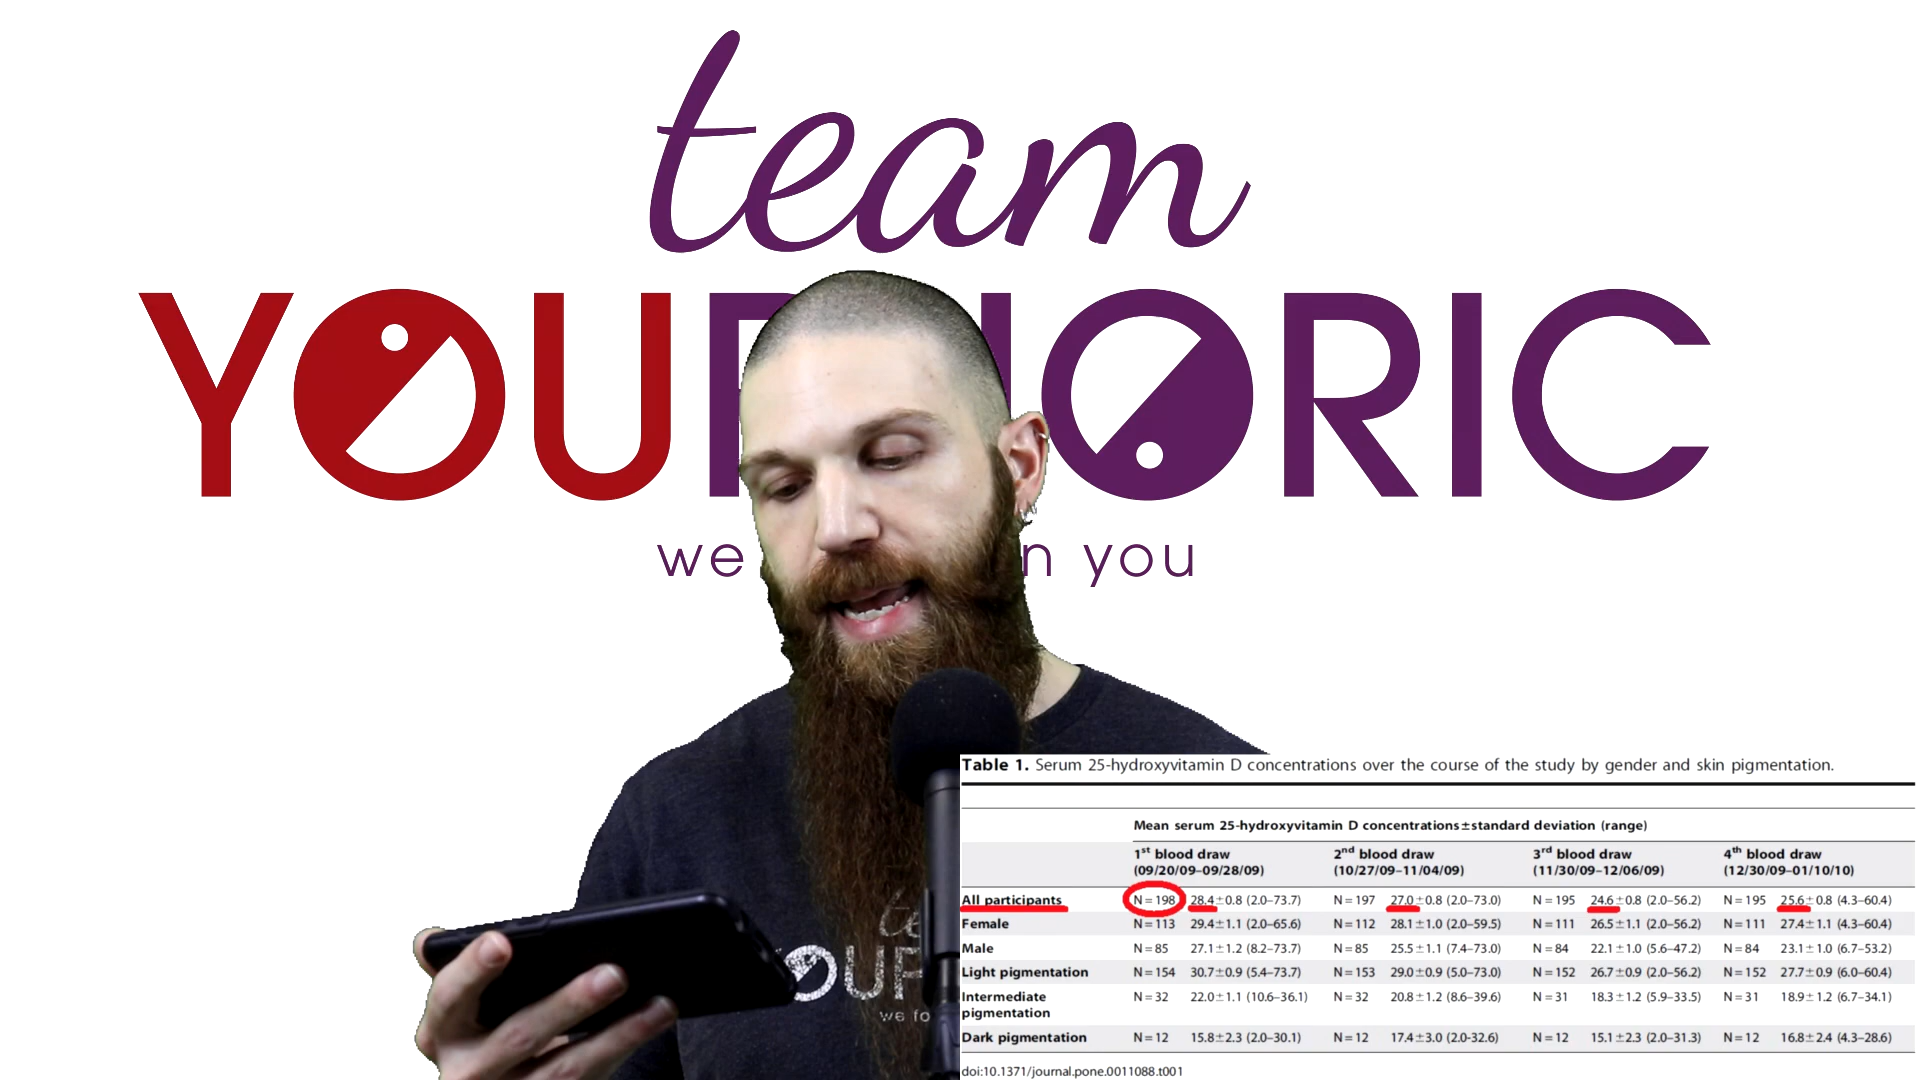 team
YOU ORIC
we n you
OUP
we fo
Table 1. Serum 25-hydroxyvitamin D concentrations over the course of the study by gender and skin pigmentation.
Mean serum 25-hydroxyvitamin D concentrations±standard deviation (range)
1st blood draw 2nd blood draw 3rd blood draw 4th blood draw
(09/20/09–09/28/09) (10/27/09–11/04/09) (11/30/09–12/06/09) (12/30/09–01/10/10)
All participants N=198 28.4±0.8 (2.0–73.7) N=197 27.0±0.8 (2.0–73.0) N=195 24.6±0.8 (2.0–56.2) N=195 25.6±0.8 (4.3–60.4)
Female N=113 29.4±1.1 (2.0–65.6) N=112 28.1±1.0 (2.0–59.5) N=111 26.5±1.1 (2.0–56.2) N=111 27.4±1.1 (4.3–60.4)
Male N=85 27.1±1.2 (8.2–73.7) N=85 25.5±1.1 (7.4–73.0) N=84 22.1±1.0 (5.6–47.2) N=84 23.1±1.0 (6.7–53.2)
Light pigmentation N=154 30.7±0.9 (5.4–73.7) N=153 29.0±0.9 (5.0–73.0) N=152 26.7±0.9 (2.0–56.2) N=152 27.7±0.9 (6.0–60.4)
Intermediate N=32 22.0±1.1 (10.6–36.1) N=32 20.8±1.2 (8.6–39.6) N=31 18.3±1.2 (5.9–33.5) N=31 18.9±1.2 (6.7–34.1)
pigmentation
Dark pigmentation N=12 15.8±2.3 (2.0–30.1) N=12 17.4±3.0 (2.0-32.6) N=12 15.1±2.3 (2.0–31.3) N=12 16.8±2.4 (4.3–28.6)
doi:10.1371/journal.pone.0011088.t001